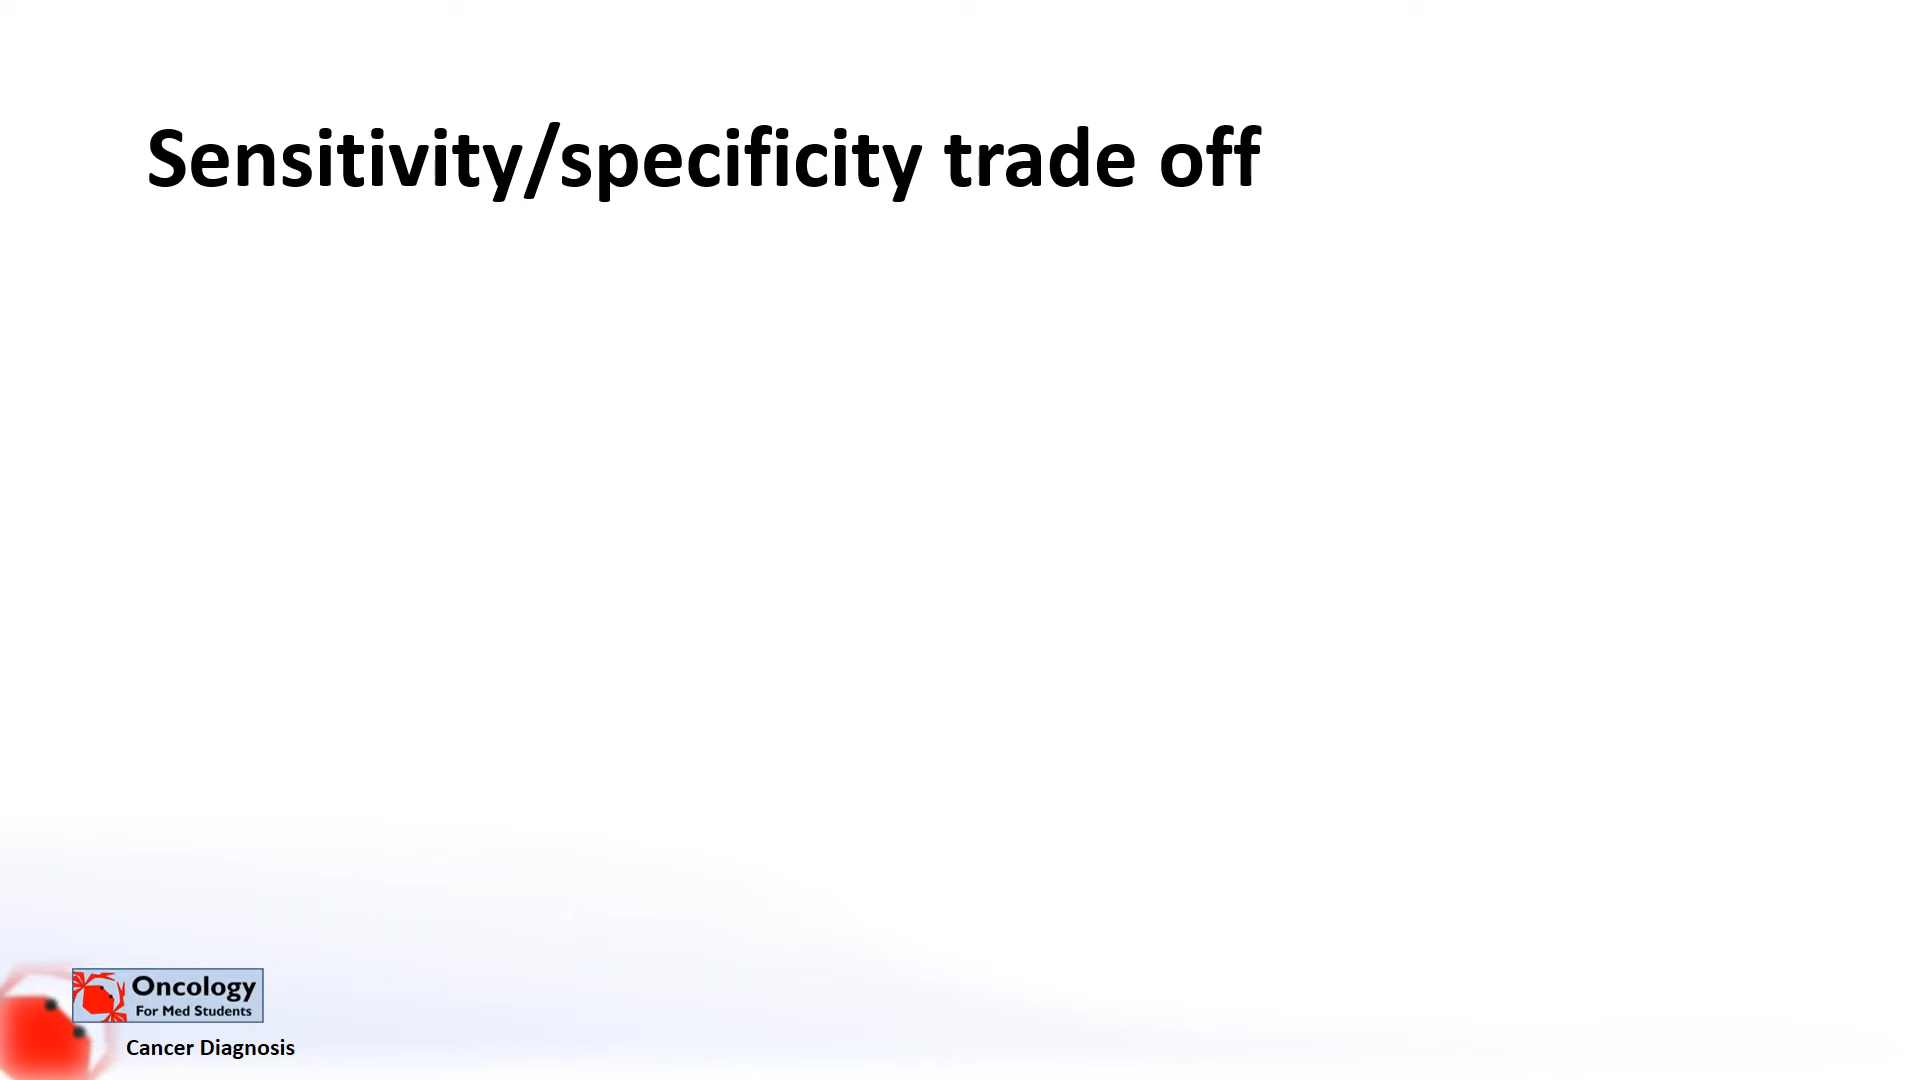 Sensitivity/specificity trade off
Oncology
For Med Students
Cancer Diagnosis